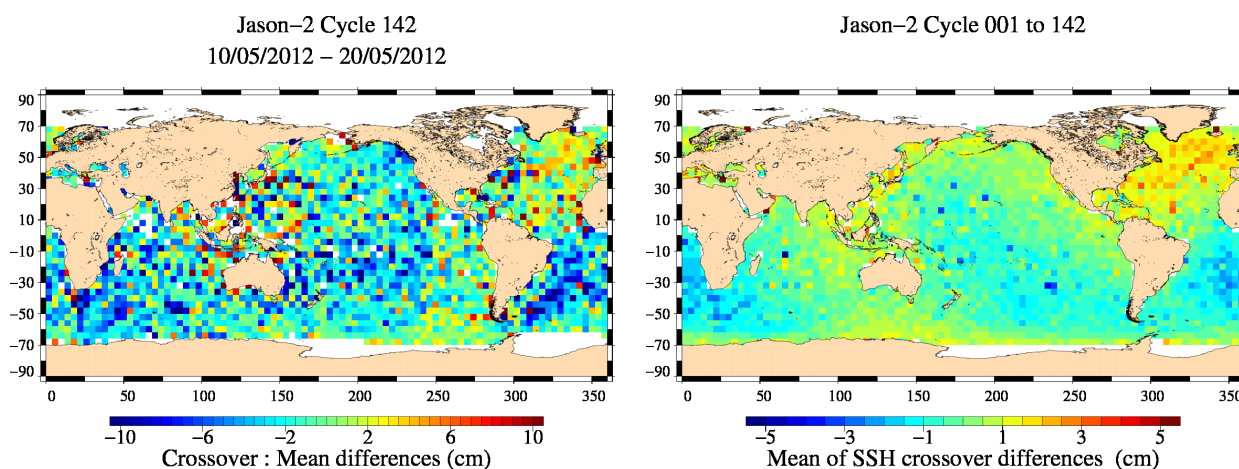 Jason−2 Cycle 142
10/05/2012 − 20/05/2012
90
70
50
30
10
−10
−30
−50
−70
−90
0 50 100 150 200 250 300 350
−10 −6 −2 2 6 10
Crossover : Mean differences (cm)
Jason−2 Cycle 001 to 142
90
70
50
30
10
−10
−30
−50
−70
−90
0 50 100 150 200 250 300 350
−5 −3 −1 1 3 5
Mean of SSH crossover differences (cm)